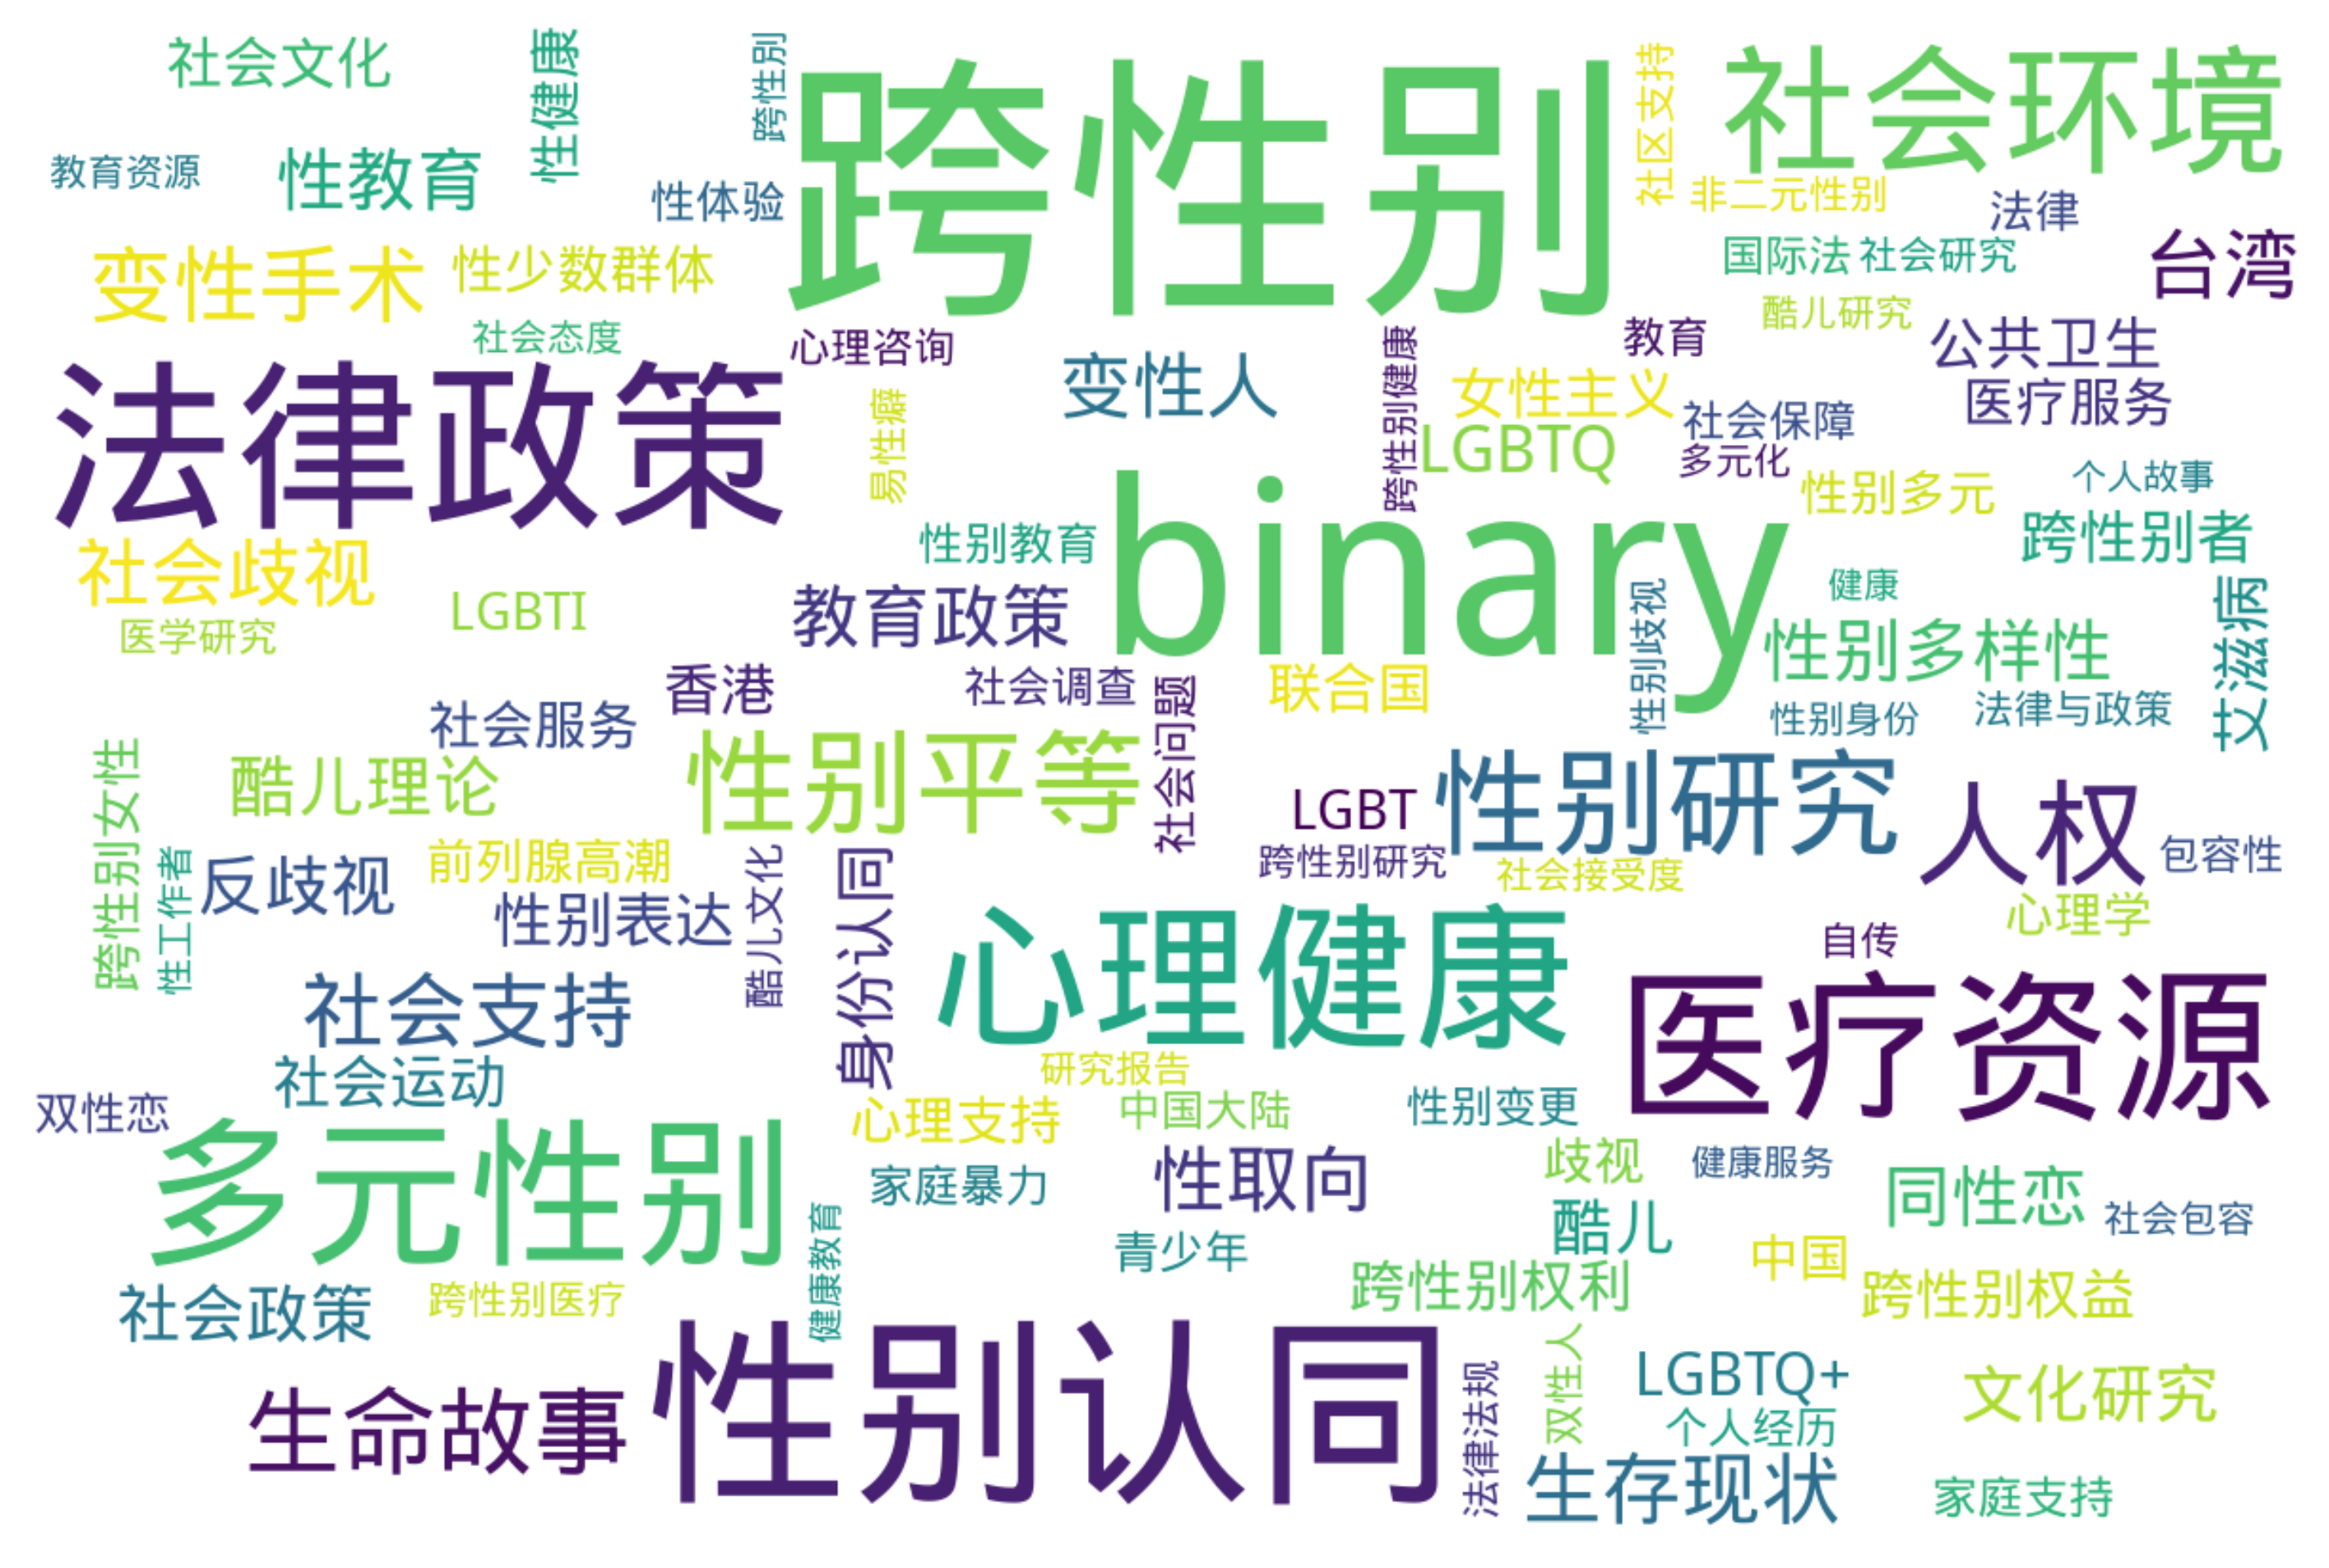 社会文化
性健康
跨性别
跨性别
社区支持
社会环境
教育资源
性教育
性体验
非二元性别
法律
变性手术
性少数群体
国际法
社会研究
台湾
社会态度
心理咨询
酷儿研究
教育
公共卫生
法律政策
变性人
跨性别健康
女性主义
医疗服务
易性癖
LGBTQ
社会保障
多元化
binary
性别多元
个人故事
社会歧视
性别教育
跨性别者
LGBTI
教育政策
性别歧视
健康
艾滋病
医学研究
性别多样性
香港
社会调查
联合国
社会服务
社会问题
性别身份
法律与政策
跨性别女性
酷儿理论
性别平等
LGBT
性别研究
人权
性工作者
反歧视
前列腺高潮
酷儿文化
身份认同
跨性别研究
社会接受度
包容性
性别表达
心理健康
心理学
自传
社会支持
医疗资源
社会运动
研究报告
双性恋
心理支持
中国大陆
性别变更
多元性别
家庭暴力
性取向
歧视
健康服务
同性恋
健康教育
青少年
酷儿
社会包容
社会政策
跨性别医疗
跨性别权利
中国
跨性别权益
生命故事
性别认同
法律法规
双性人
LGBTQ+
文化研究
个人经历
生存现状
家庭支持